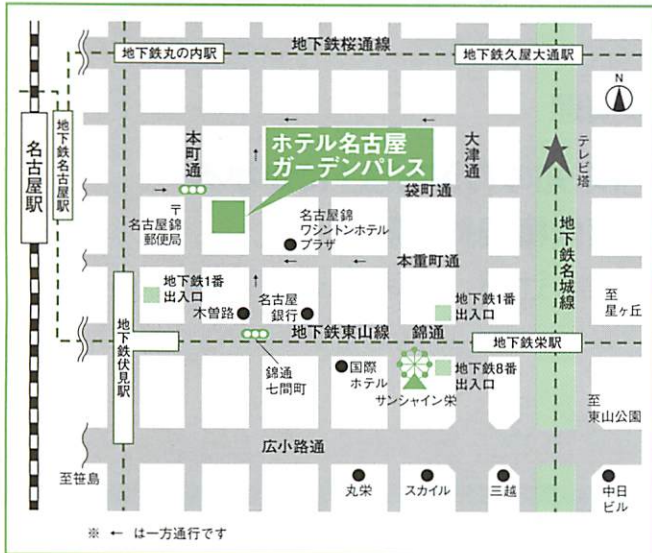 地下鉄桜通線
地下鉄丸の内駅
地下鉄久屋大通駅
N
名古屋駅
地下鉄名古屋駅
本町通
ホテル名古屋
ガーデンパレス
大津通
テレビ塔
袋町通
〒
名古屋錦
郵便局
名古屋錦
ワシントンホテル
プラザ
地下鉄名城線
本重町通
地下鉄1番
出入口
木曽路
名古屋
銀行
地下鉄1番
出入口
至
星ヶ丘
地下鉄伏見駅
地下鉄東山線
錦通
地下鉄栄駅
錦通
七間町
国際
ホテル
サンシャイン栄
地下鉄8番
出入口
至
東山公園
広小路通
至笹島
丸栄
スカイル
三越
中日
ビル
※ ← は一方通行です